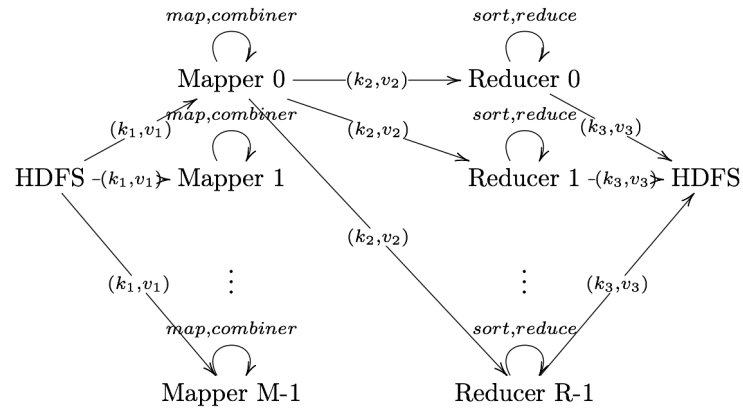 map,combiner sort,reduce
Mapper 0 (k₂,v₂) Reducer 0
(k₁,v₁) map,combiner (k₂,v₂) sort,reduce (k₃,v₃)
HDFS (k₁,v₁) Mapper 1 Reducer 1 (k₃,v₃) HDFS
(k₂,v₂)
(k₁,v₁) ⋮ ⋮ (k₃,v₃)
map,combiner sort,reduce
Mapper M-1 Reducer R-1